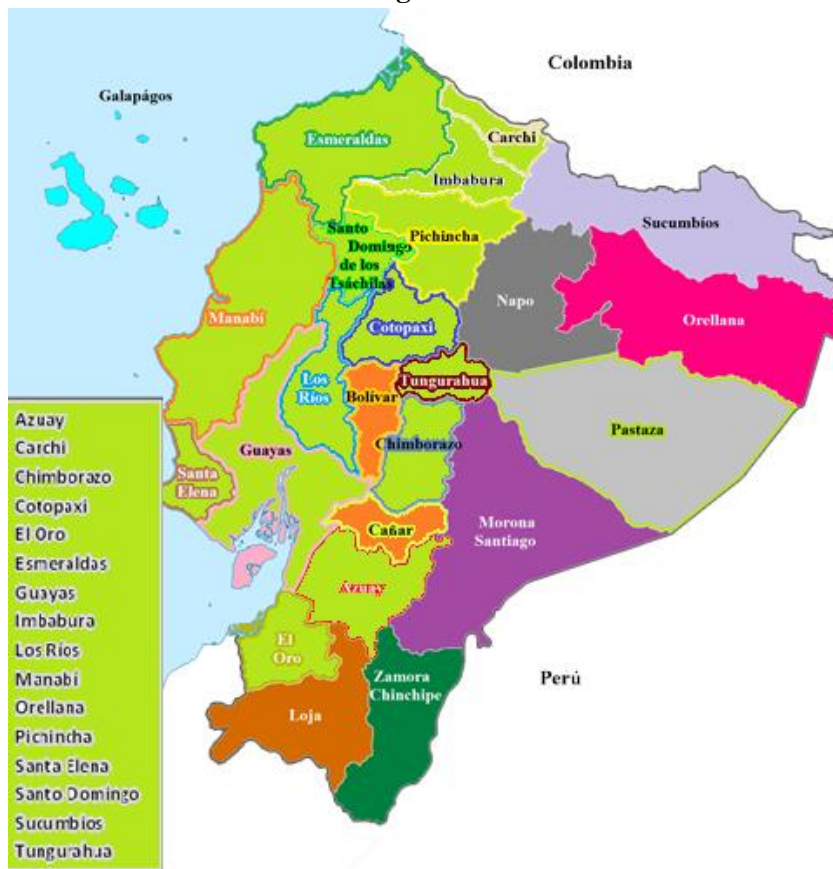 Colombia
Galapágos
Esmeraldas
Carchi
Imbabura
Sucumbíos
Santo
Domingo
de los
Tsáchilas
Pichincha
Napo
Orellana
Manabí
Cotopaxi
Los
Ríos
Bolívar
Tungurahua
Pastaza
Guayas
Chimborazo
Santa
Elena
Cañar
Morona
Santiago
Azuay
El
Oro
Zamora
Chinchipe
Perú
Loja
Azuay
Carchi
Chimborazo
Cotopaxi
El Oro
Esmeraldas
Guayas
Imbabura
Los Ríos
Manabí
Orellana
Pichincha
Santa Elena
Santo Domingo
Sucumbios
Tungurahua